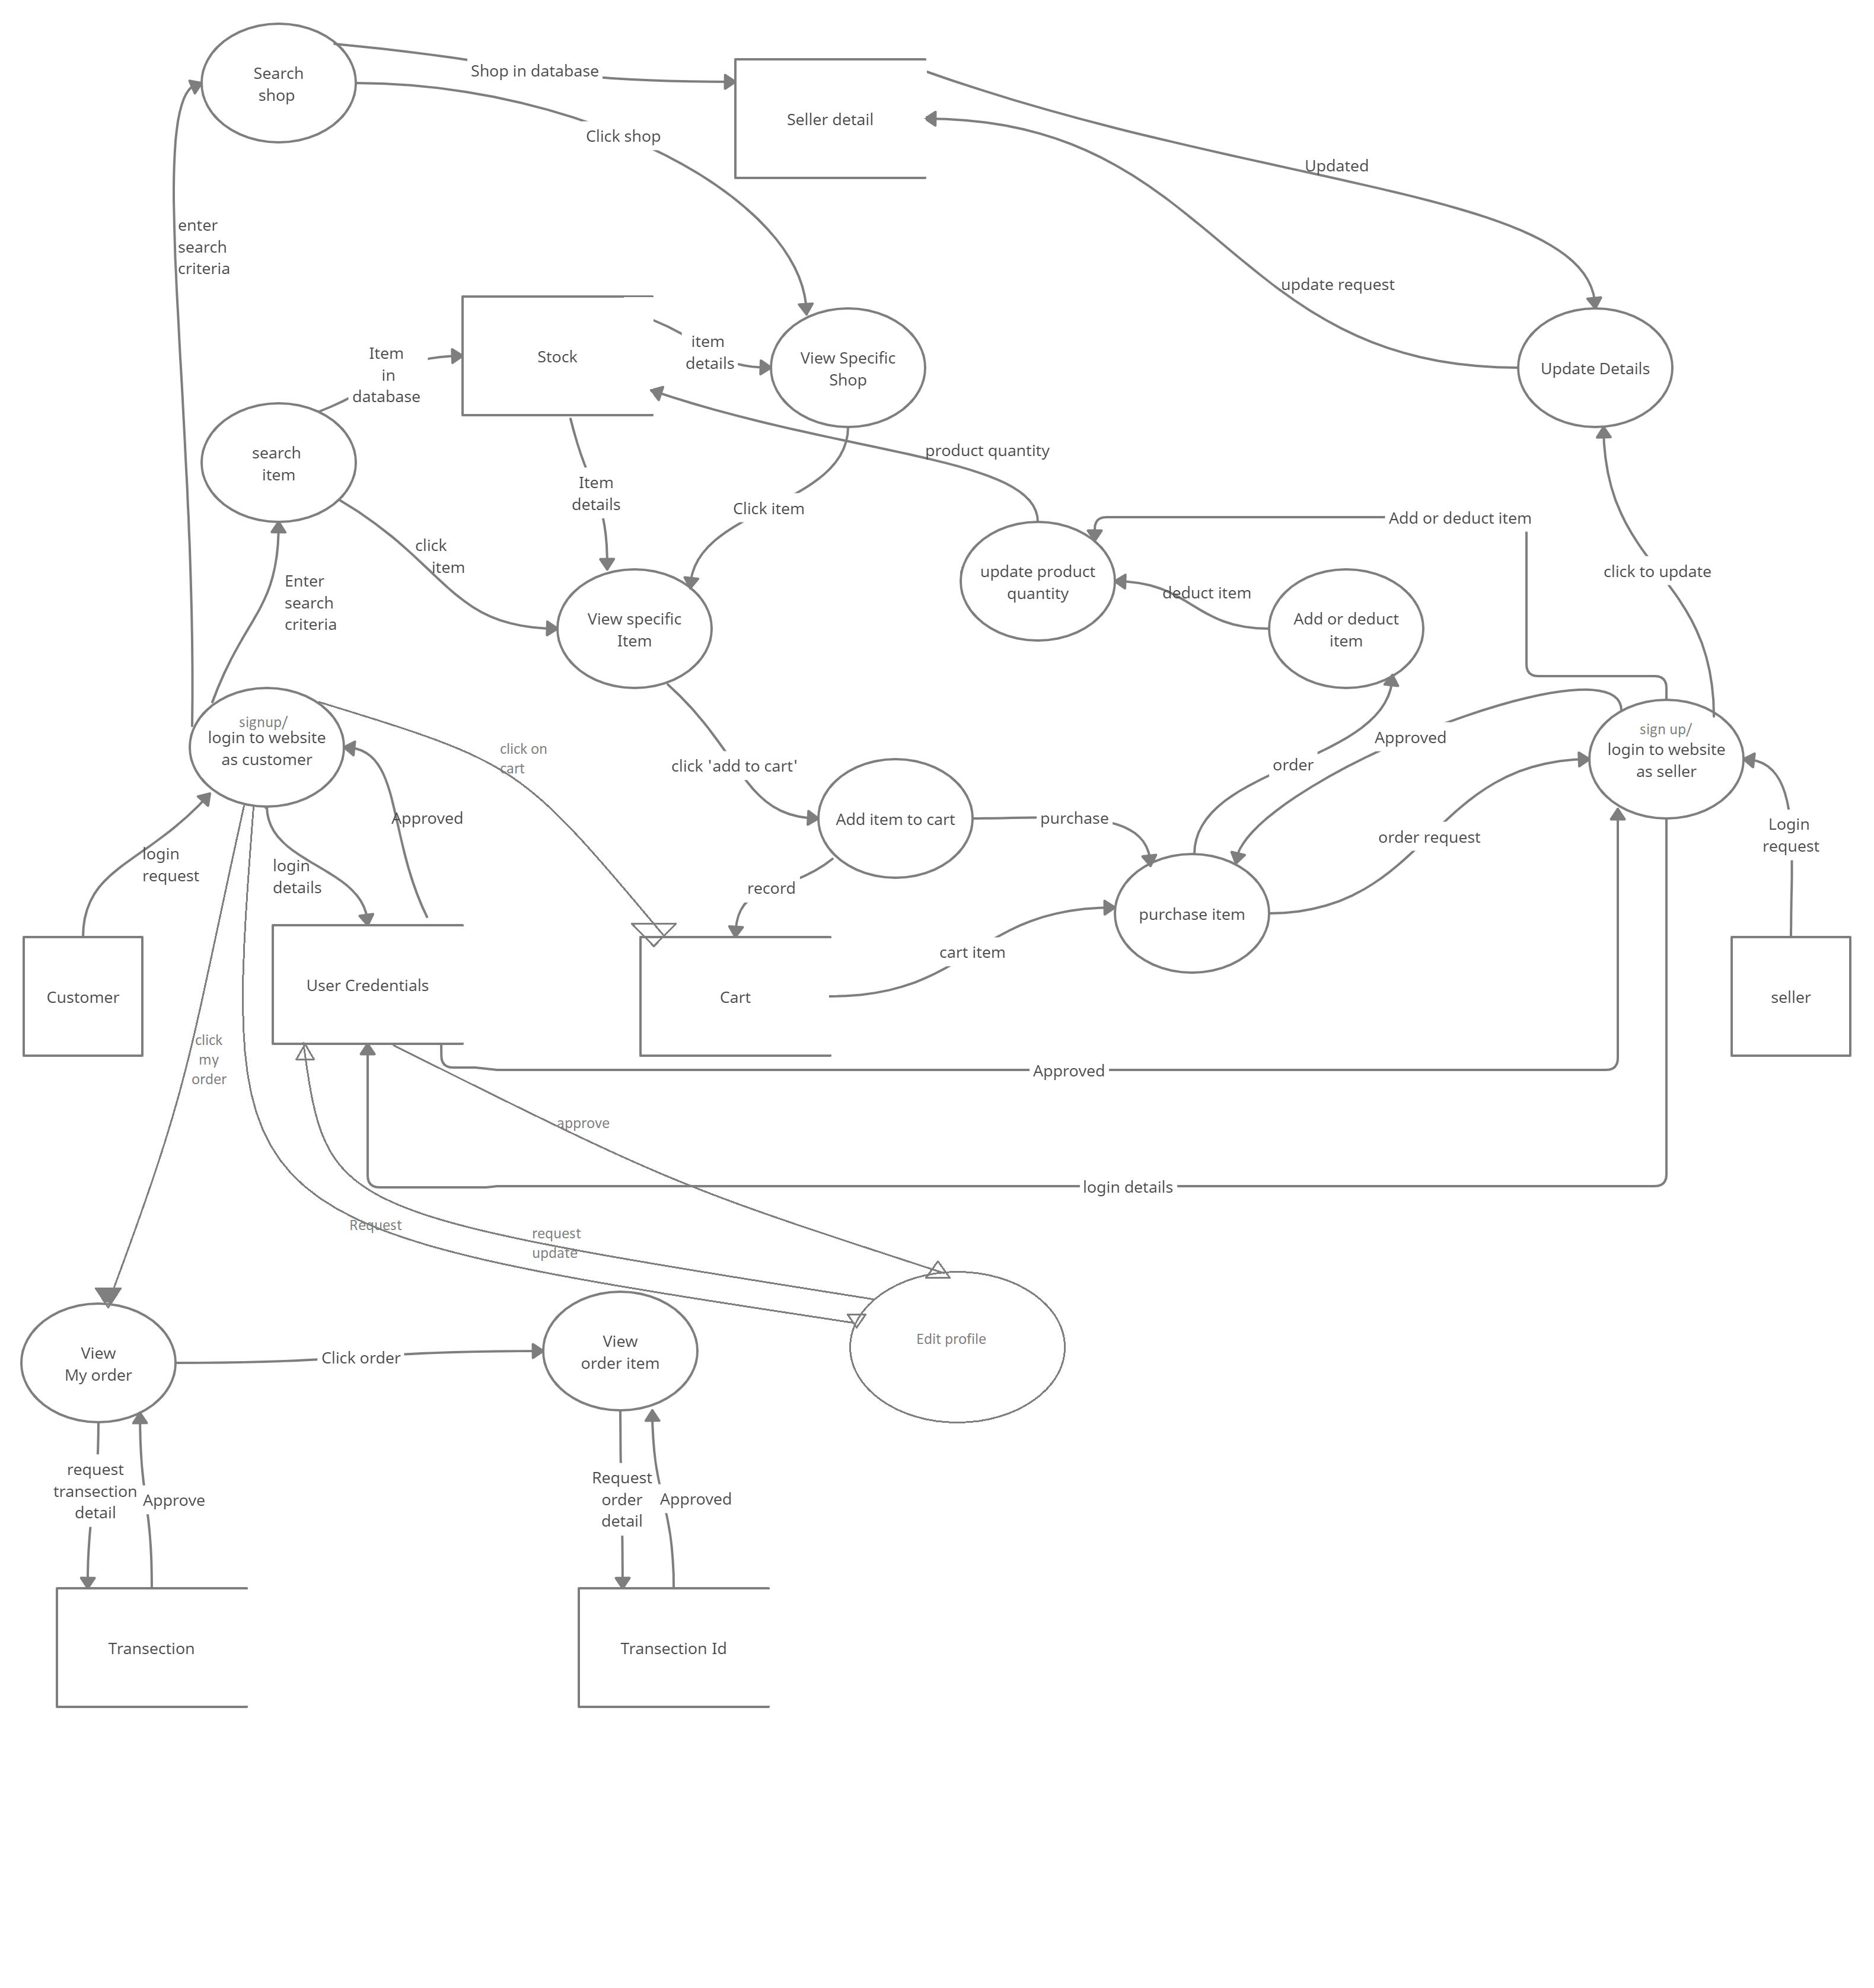 Search
shop
Shop in database
Click shop
Seller detail
Updated
update request
enter
search
criteria
Stock
item
details
View Specific
Shop
Update Details
Item
in
database
search
item
product quantity
Item
details
Click item
click
item
Add or deduct item
click to update
update product
quantity
deduct item
Add or deduct
item
Enter
search
criteria
View specific
Item
signup/
login to website
as customer
click on
cart
click 'add to cart'
order
Approved
sign up/
login to website
as seller
Approved
Add item to cart
purchase
order request
Login
request
login
request
login
details
record
purchase item
cart item
Customer
User Credentials
Cart
seller
click
my
order
Approved
approve
login details
Request
request
update
Edit profile
View
My order
Click order
View
order item
request
transection
detail
Approve
Request
order
detail
Approved
Transection
Transection Id